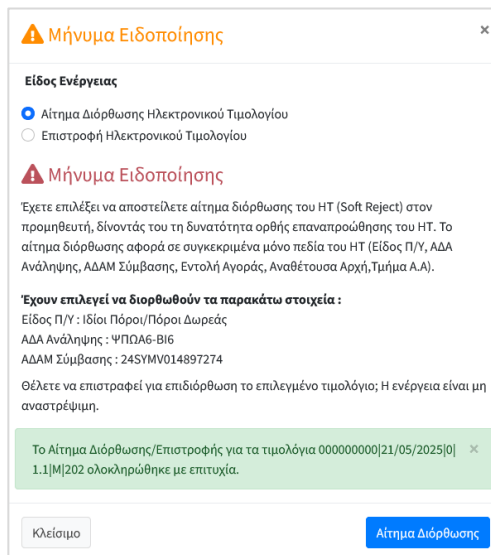 Μήνυμα Ειδοποίησης ×
Είδος Ενέργειας
Αίτημα Διόρθωσης Ηλεκτρονικού Τιμολογίου
Επιστροφή Ηλεκτρονικού Τιμολογίου
Μήνυμα Ειδοποίησης
Έχετε επιλέξει να αποστείλετε αίτημα διόρθωσης του ΗΤ (Soft Reject) στον
προμηθευτή, δίνοντάς του τη δυνατότητα ορθής επαναπροώθησης του ΗΤ. Το
αίτημα διόρθωσης αφορά σε συγκεκριμένα μόνο πεδία του ΗΤ (Είδος Π/Υ, ΑΔΑ
Ανάληψης, ΑΔΑΜ Σύμβασης, Εντολή Αγοράς, Αναθέτουσα Αρχή,Τμήμα Α.Α).
Έχουν επιλεγεί να διορθωθούν τα παρακάτω στοιχεία :
Είδος Π/Υ : Ιδίοι Πόροι/Πόροι Δωρεάς
ΑΔΑ Ανάληψης : ΨΠΩΑ6-ΒΙ6
ΑΔΑΜ Σύμβασης : 24SYMV014897274
Θέλετε να επιστραφεί για επιδιόρθωση το επιλεγμένο τιμολόγιο; Η ενέργεια είναι μη
αναστρέψιμη.
Το Αίτημα Διόρθωσης/Επιστροφής για τα τιμολόγια 000000000|21/05/2025|0| ×
1.1|Μ|202 ολοκληρώθηκε με επιτυχία.
Κλείσιμο
Αίτημα Διόρθωσης